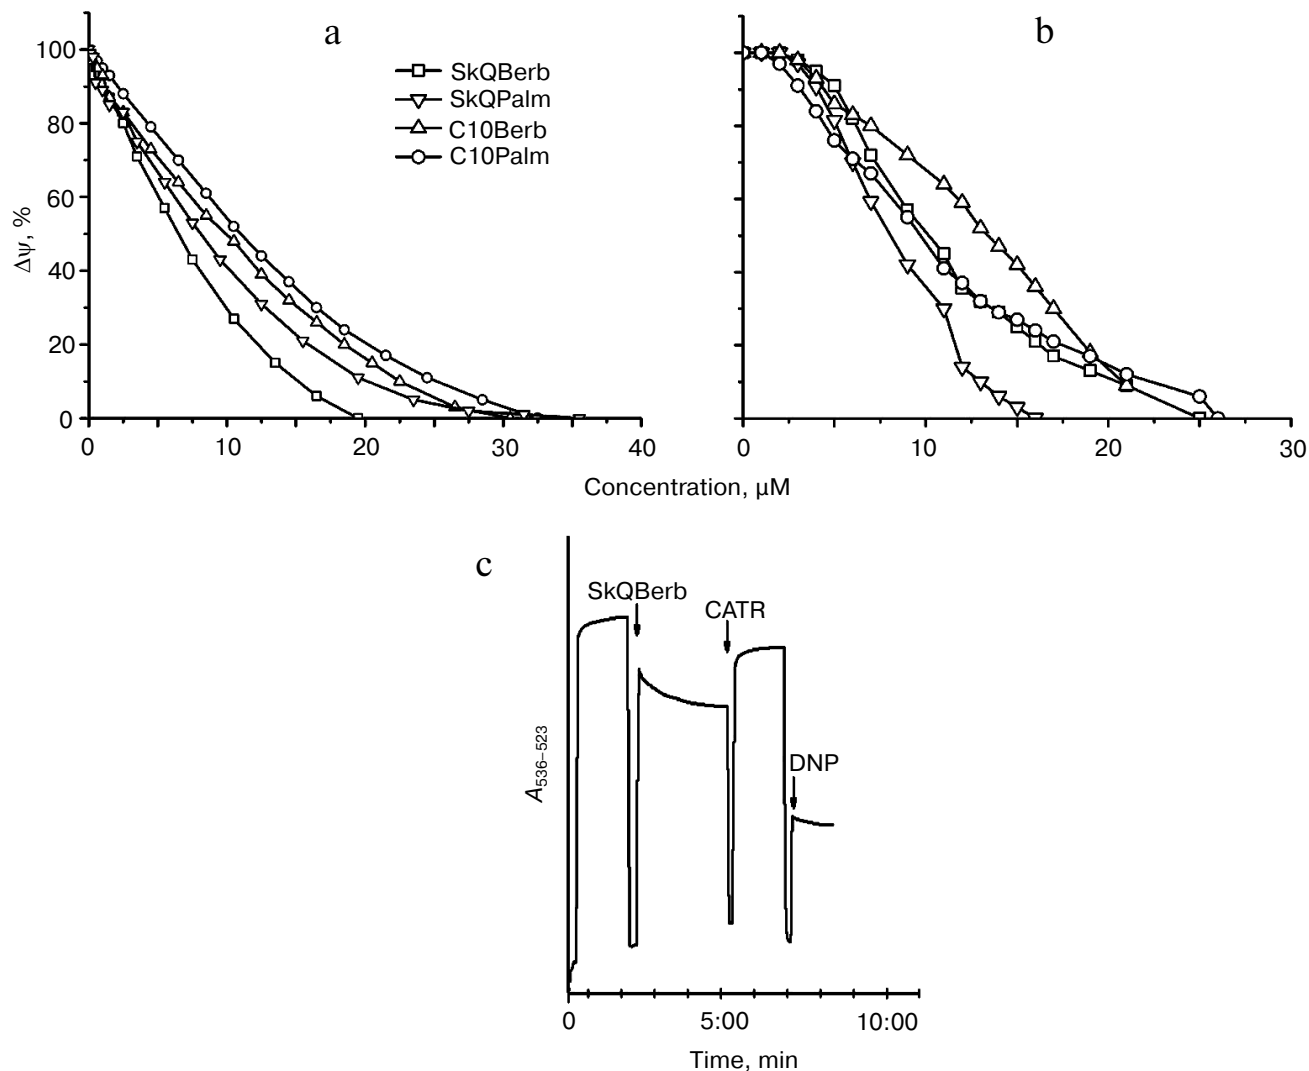 a
b
SkQBerb
SkQPalm
C10Berb
C10Palm
100
80
60
40
20
0
Δψ, %
0 10 20 30 40
0 10 20 30
Concentration, μM
c
SkQBerb
CATR
DNP
A536–523
0 5:00 10:00
Time, min